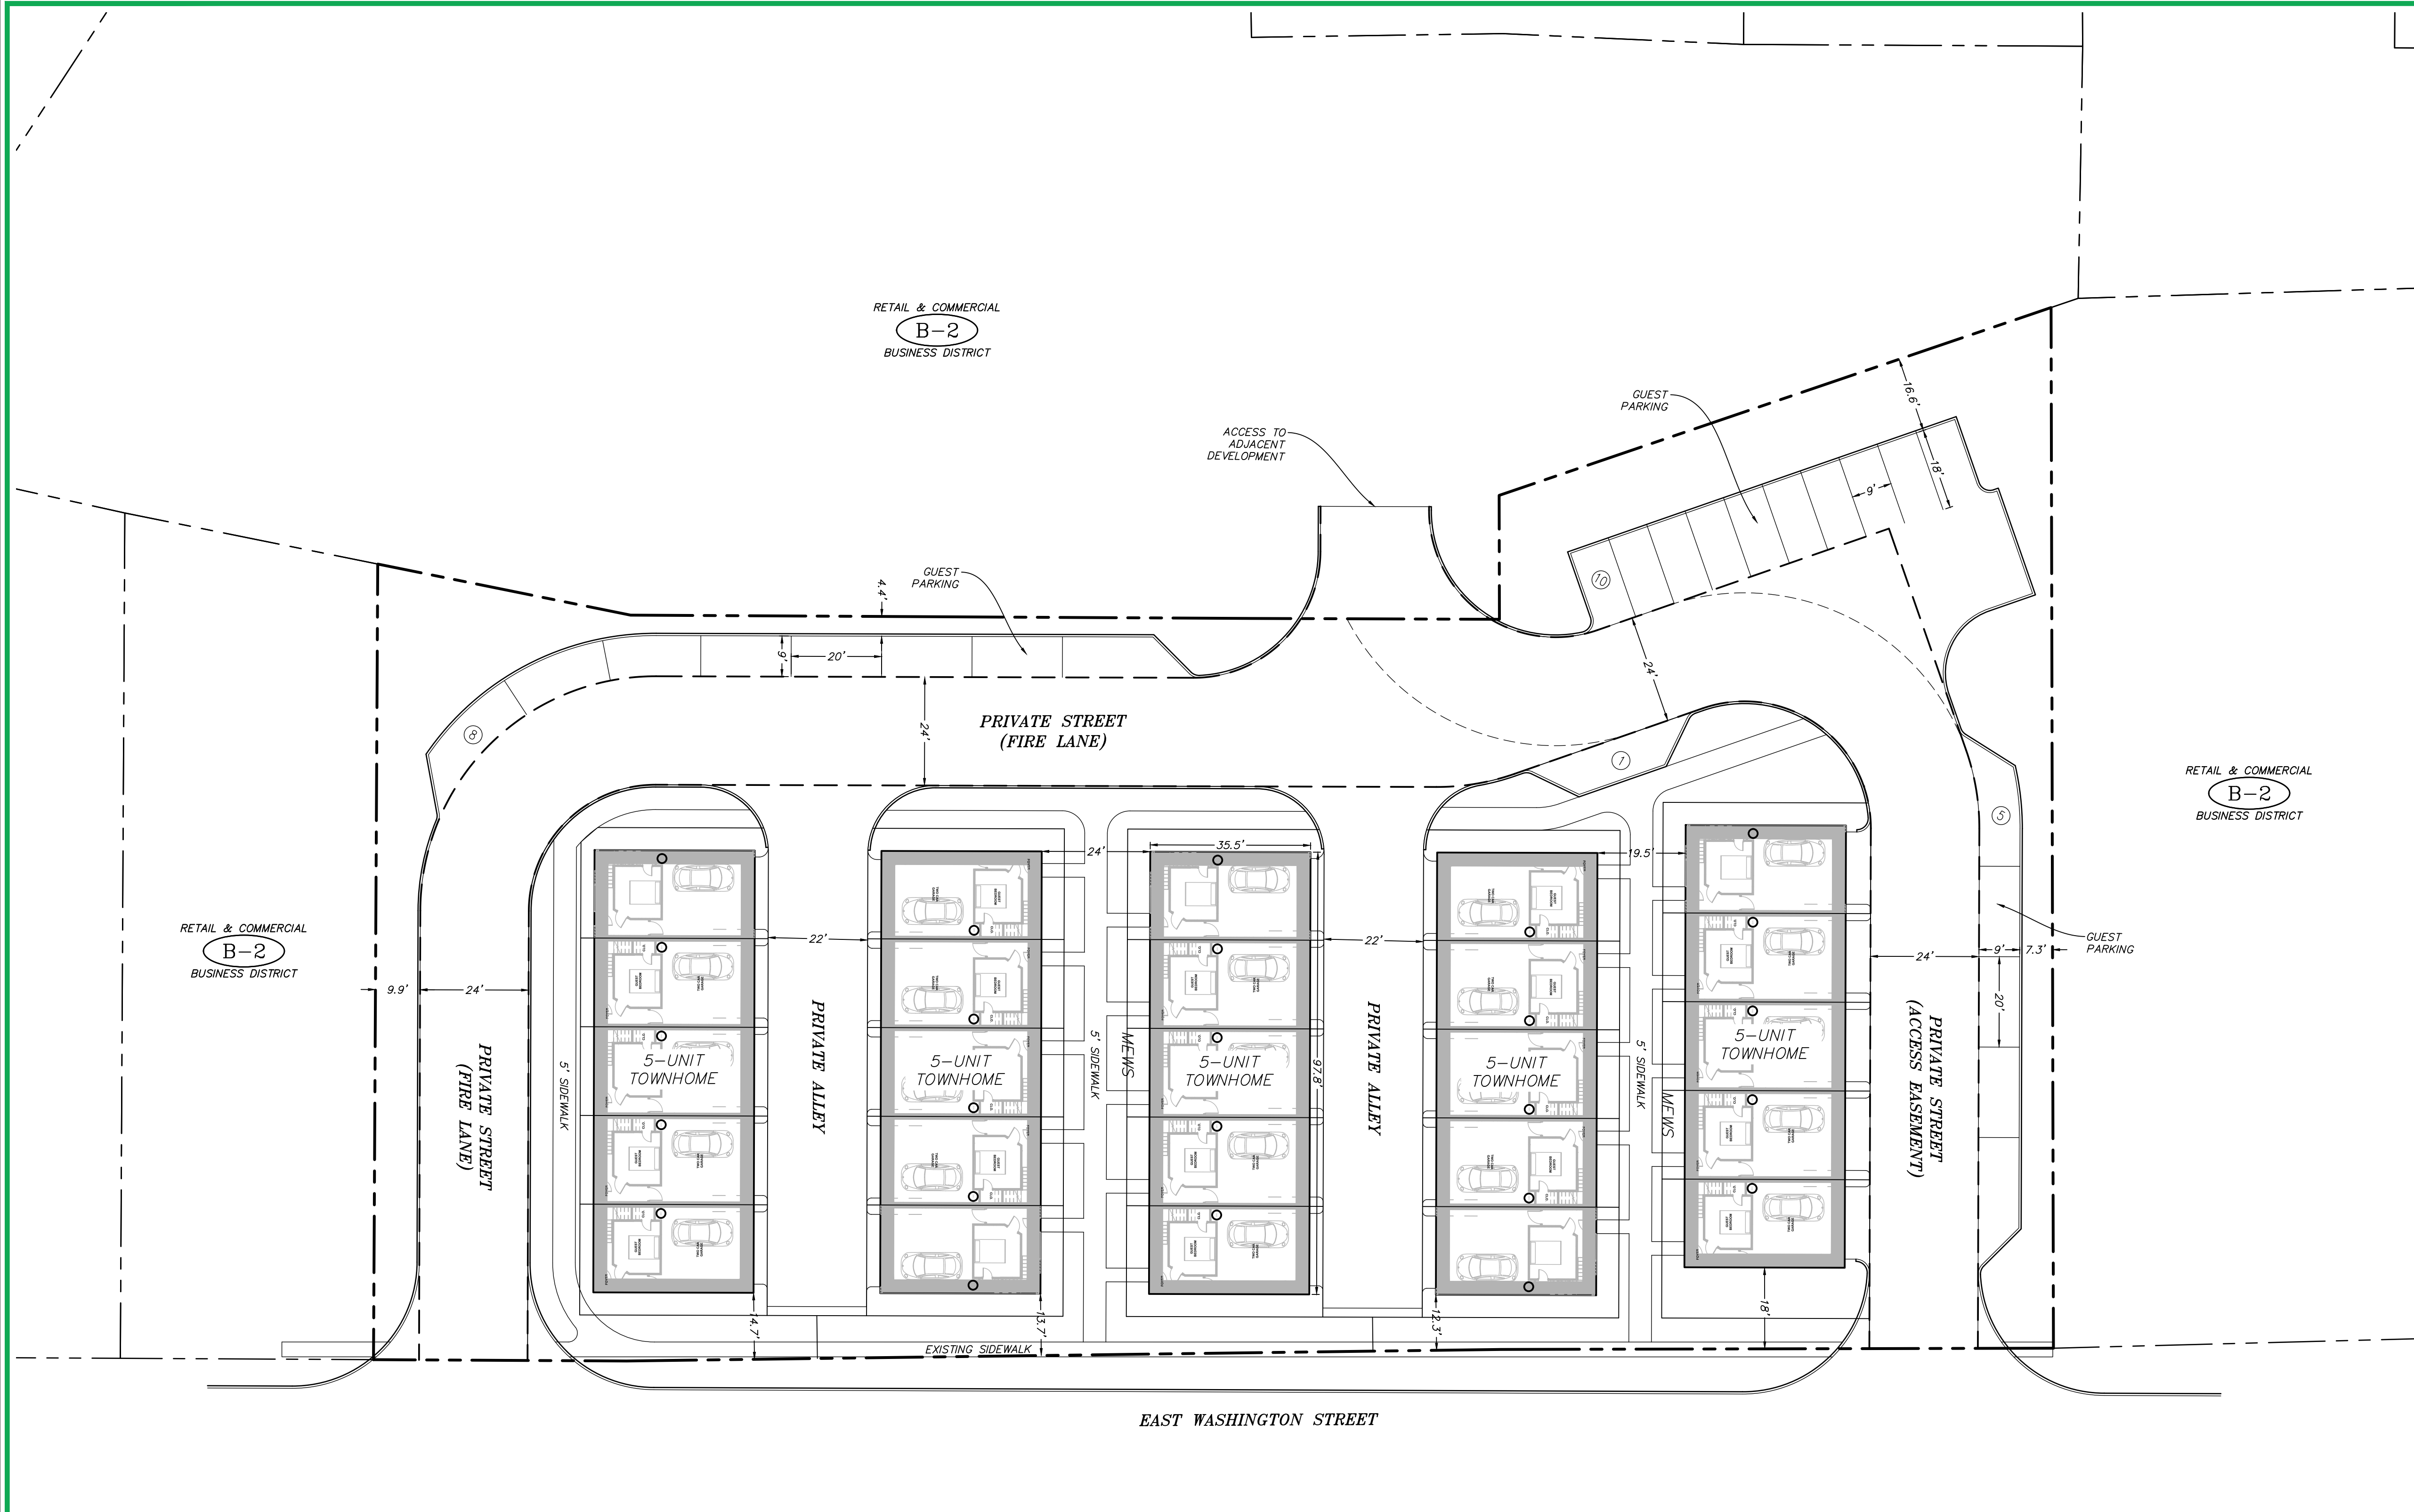 RETAIL & COMMERCIAL
B-2
BUSINESS DISTRICT
GUEST
PARKING
16.6'
18'
9'
ACCESS TO
ADJACENT
DEVELOPMENT
10
GUEST
PARKING
4.4'
9'
20'
24'
8
24'
PRIVATE STREET
(FIRE LANE)
1
RETAIL & COMMERCIAL
B-2
BUSINESS DISTRICT
5
24'
35.5'
19.5'
RETAIL & COMMERCIAL
B-2
BUSINESS DISTRICT
22'
22'
GUEST
PARKING
24'
9'
7.3'
20'
9.9'
24'
PRIVATE STREET
(FIRE LANE)
5' SIDEWALK
5-UNIT
TOWNHOME
PRIVATE ALLEY
5-UNIT
TOWNHOME
5' SIDEWALK
MEWS
5-UNIT
TOWNHOME
97.8'
PRIVATE ALLEY
5-UNIT
TOWNHOME
5' SIDEWALK
MEWS
5-UNIT
TOWNHOME
PRIVATE STREET
(ACCESS EASEMENT)
14.7'
13.7'
12.3'
18'
EXISTING SIDEWALK
EAST WASHINGTON STREET